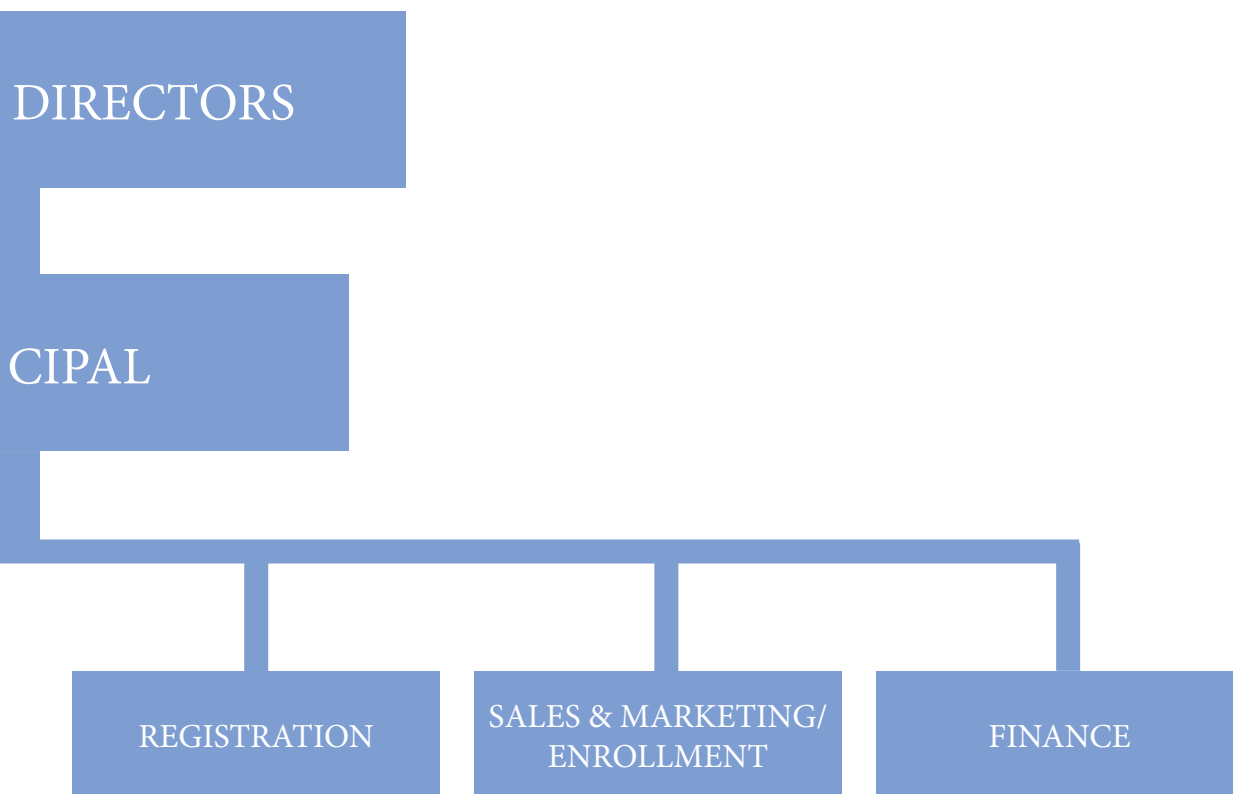 DIRECTORS
CIPAL
REGISTRATION
SALES & MARKETING/
ENROLLMENT
FINANCE